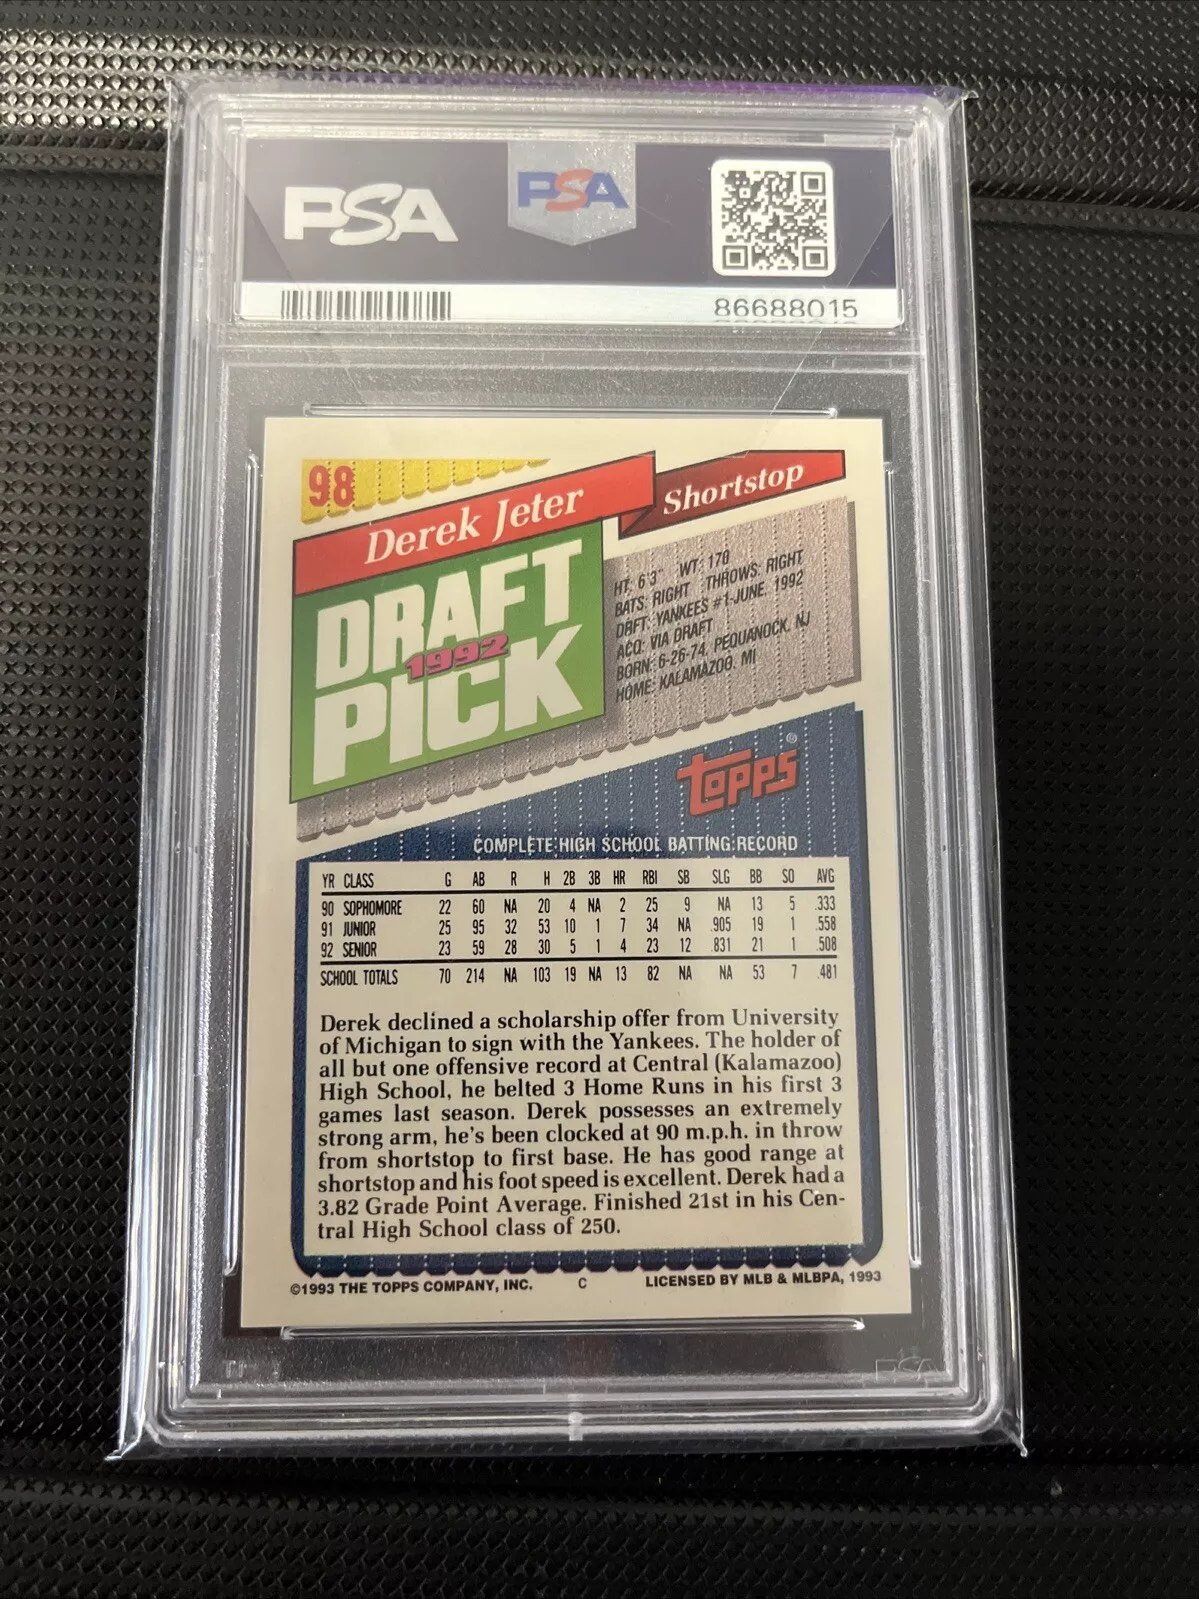 PSA
PSA
86688015
98
Derek Jeter
Shortstop
DRAFT
1992
PICK
HT: 6'3" WT: 170
BATS: RIGHT THROWS: RIGHT
DRFT: YANKEES #1-JUNE, 1992
ACQ: VIA DRAFT
BORN: 6-26-74, PEQUANOCK, NJ
HOME: KALAMAZOO, MI
TOPPS®
COMPLETE HIGH SCHOOL BATTING RECORD
YR CLASS G AB R H 2B 3B HR RBI SB SLG BB SO AVG
90 SOPHOMORE 22 60 NA 20 4 NA 2 25 9 NA 13 5 .333
91 JUNIOR 25 95 32 53 10 1 7 34 NA .905 19 1 .558
92 SENIOR 23 59 28 30 5 1 4 23 12 .831 21 1 .508
SCHOOL TOTALS 70 214 NA 103 19 NA 13 82 NA NA 53 7 .481
Derek declined a scholarship offer from University
of Michigan to sign with the Yankees. The holder of
all but one offensive record at Central (Kalamazoo)
High School, he belted 3 Home Runs in his first 3
games last season. Derek possesses an extremely
strong arm, he's been clocked at 90 m.p.h. in throw
from shortstop to first base. He has good range at
shortstop and his foot speed is excellent. Derek had a
3.82 Grade Point Average. Finished 21st in his Cen-
tral High School class of 250.
©1993 THE TOPPS COMPANY, INC. C LICENSED BY MLB & MLBPA, 1993
PSA